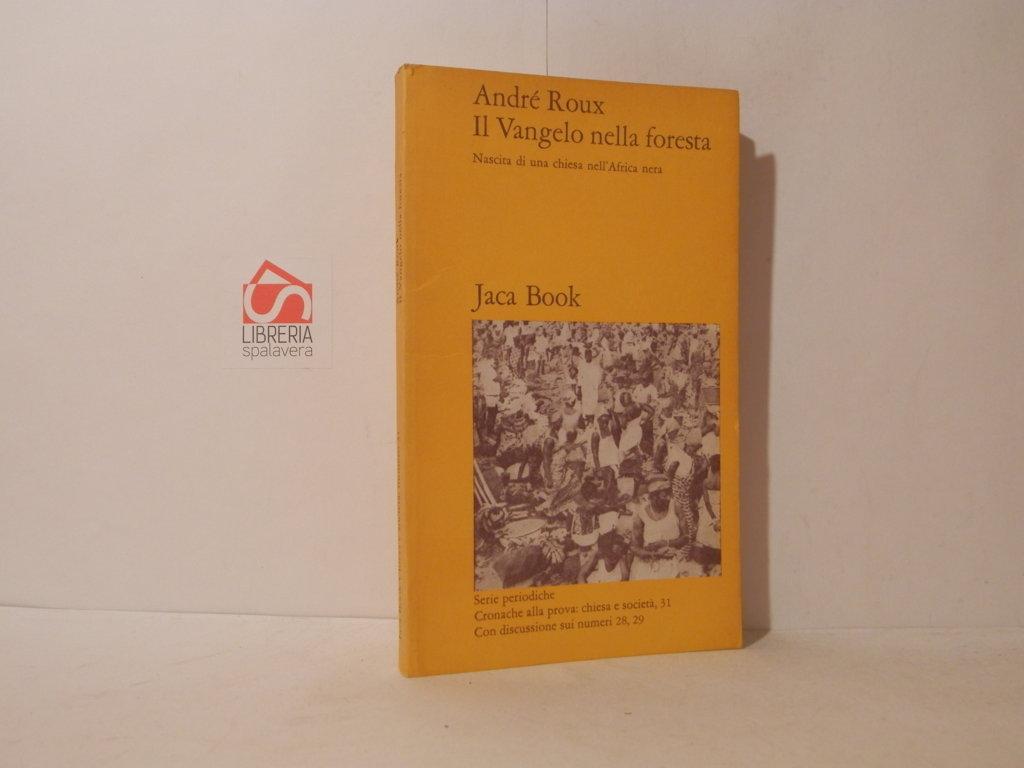 André Roux
Il Vangelo nella foresta
Nascita di una chiesa nell'Africa nera
Jaca Book
Serie periodiche
Cronache alla prova: chiesa e società, 31
Con discussione sui numeri 28, 29
LIBRERIA
spalavera